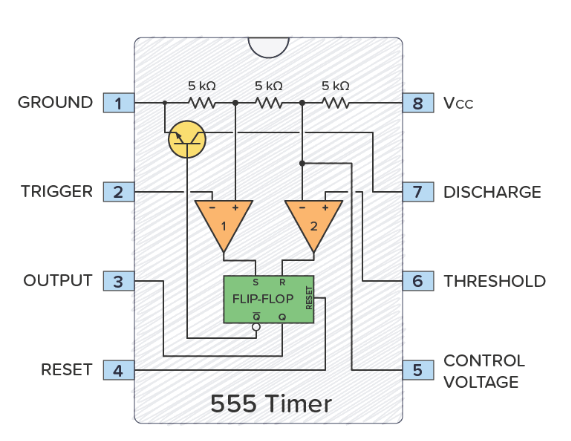 5 kΩ 5 kΩ 5 kΩ
GROUND 1
8 Vcc
TRIGGER 2
7 DISCHARGE
- +
1
- +
2
OUTPUT 3
6 THRESHOLD
S R
FLIP-FLOP
RESET
Q̅ Q
RESET 4
5 CONTROL
VOLTAGE
555 Timer